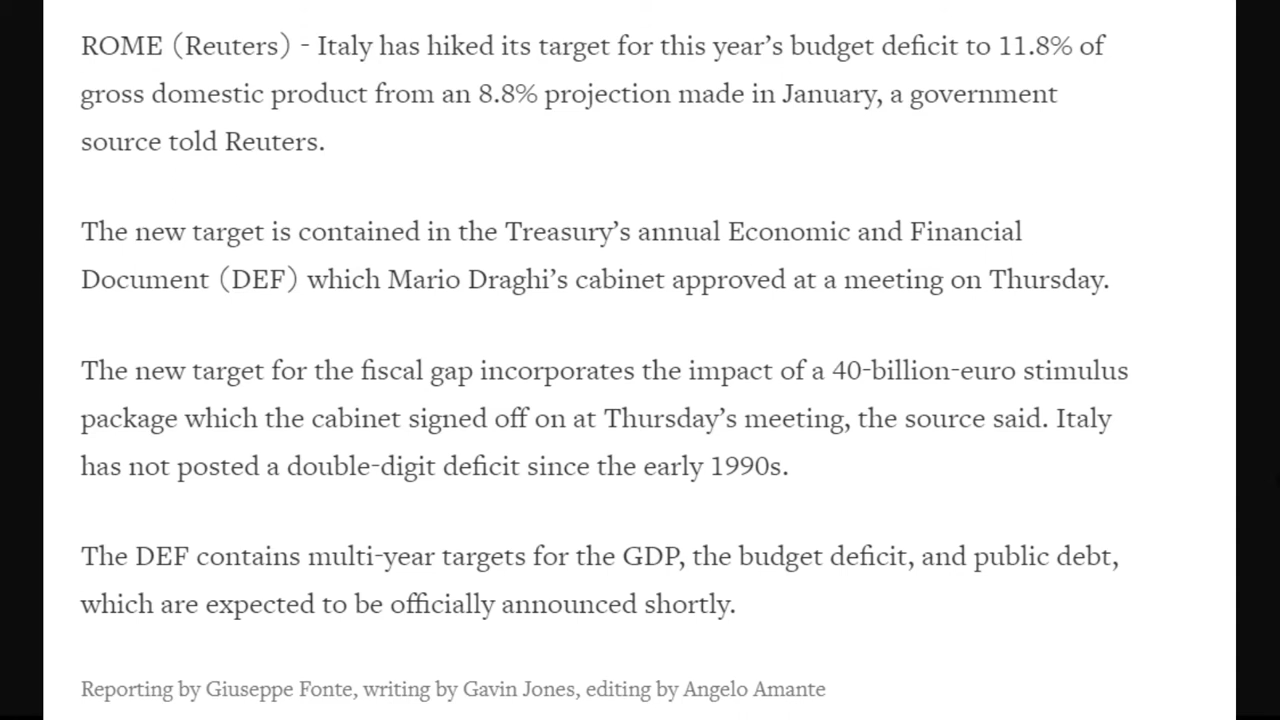 ROME (Reuters) - Italy has hiked its target for this year’s budget deficit to 11.8% of
gross domestic product from an 8.8% projection made in January, a government
source told Reuters.
The new target is contained in the Treasury’s annual Economic and Financial
Document (DEF) which Mario Draghi’s cabinet approved at a meeting on Thursday.
The new target for the fiscal gap incorporates the impact of a 40-billion-euro stimulus
package which the cabinet signed off on at Thursday’s meeting, the source said. Italy
has not posted a double-digit deficit since the early 1990s.
The DEF contains multi-year targets for the GDP, the budget deficit, and public debt,
which are expected to be officially announced shortly.
Reporting by Giuseppe Fonte, writing by Gavin Jones, editing by Angelo Amante